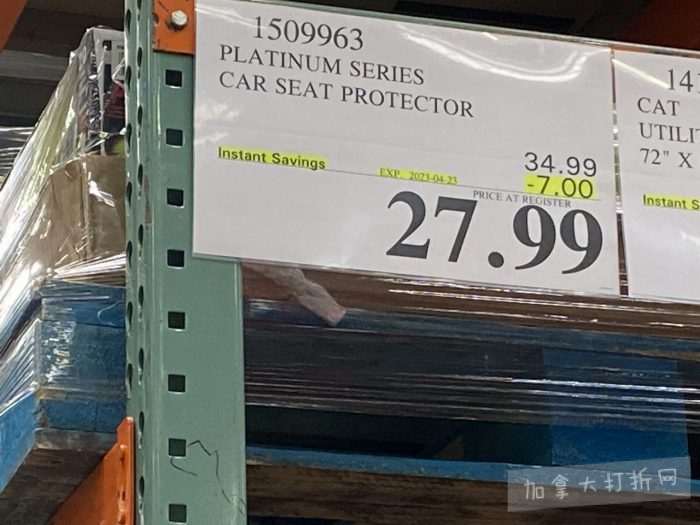 1509963
PLATINUM SERIES
CAR SEAT PROTECTOR
Instant Savings
34.99
EXP. 2023-04-23
-7.00
PRICE AT REGISTER
27.99
CAT
72" X
Instant
加拿大打折网